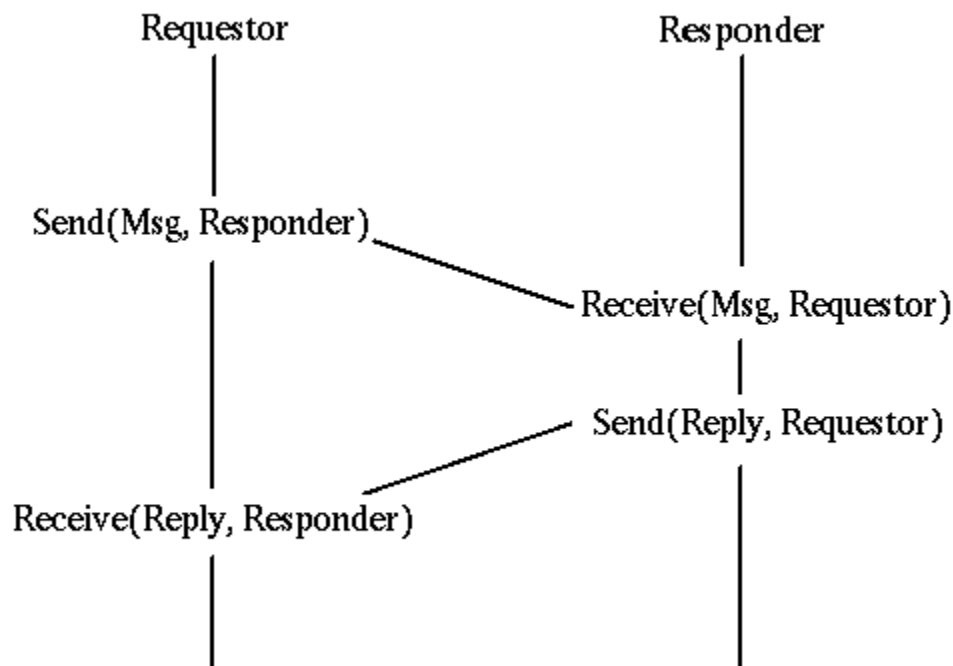 Requestor
Responder
Send(Msg, Responder)
Receive(Msg, Requestor)
Send(Reply, Requestor)
Receive(Reply, Responder)